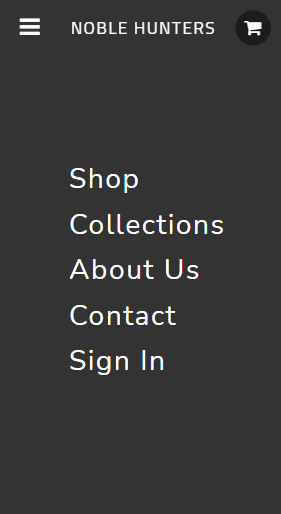 NOBLE HUNTERS
Shop
Collections
About Us
Contact
Sign In